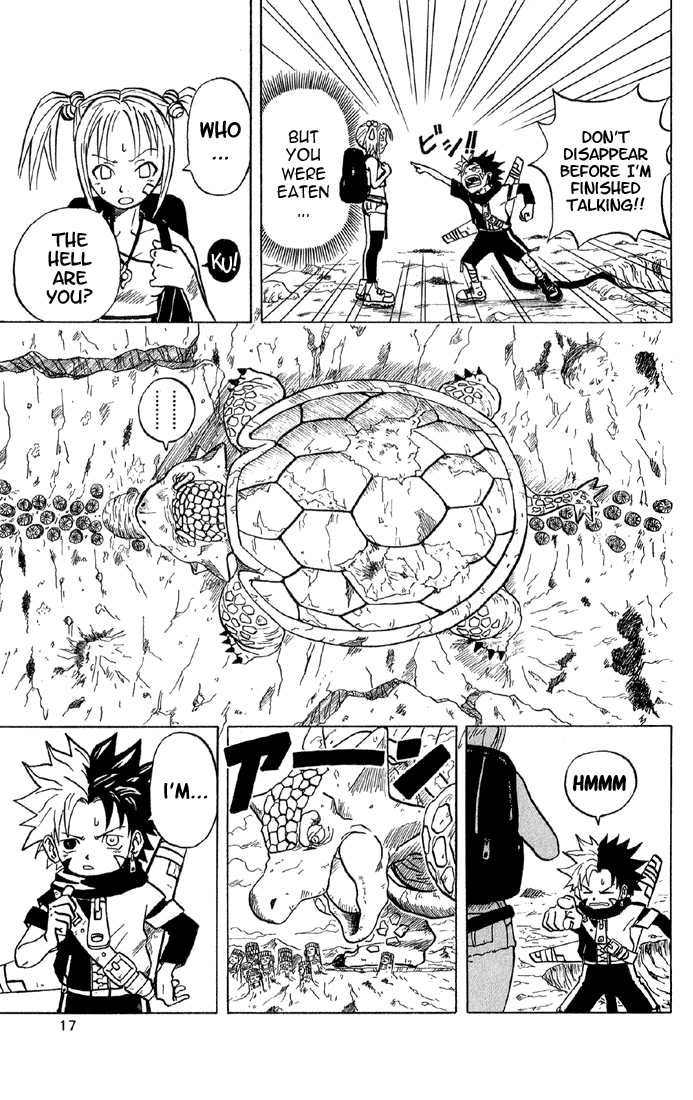 DON'T
DISAPPEAR
BEFORE I'M
FINISHED
TALKING!!
ビシッ!!
BUT
YOU
WERE
EATEN
...
WHO
...
THE
HELL
ARE
YOU?
KU!
HMMM
アーン
I'M...
17